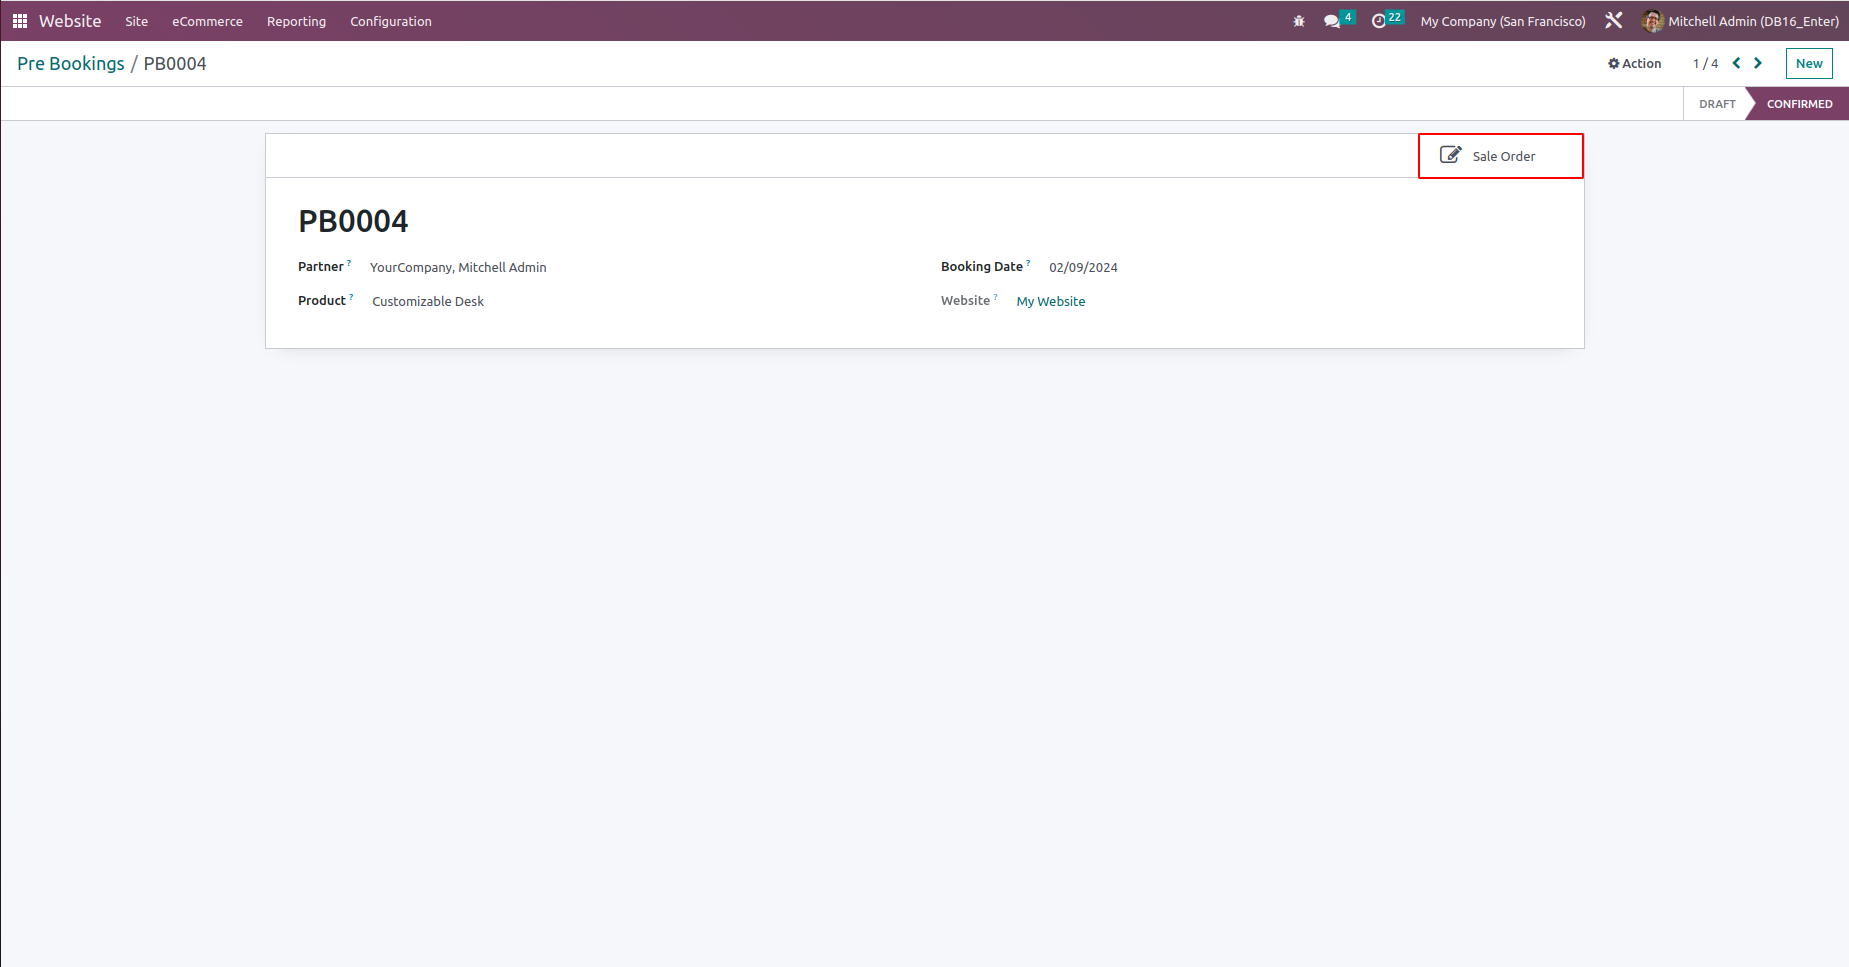 Website Site eCommerce Reporting Configuration 4 22 My Company (San Francisco) Mitchell Admin (DB16_Enter)
Pre Bookings / PB0004 Action 1 / 4 New
DRAFT CONFIRMED
Sale Order
PB0004
Partner ? YourCompany, Mitchell Admin Booking Date ? 02/09/2024
Product ? Customizable Desk Website ? My Website